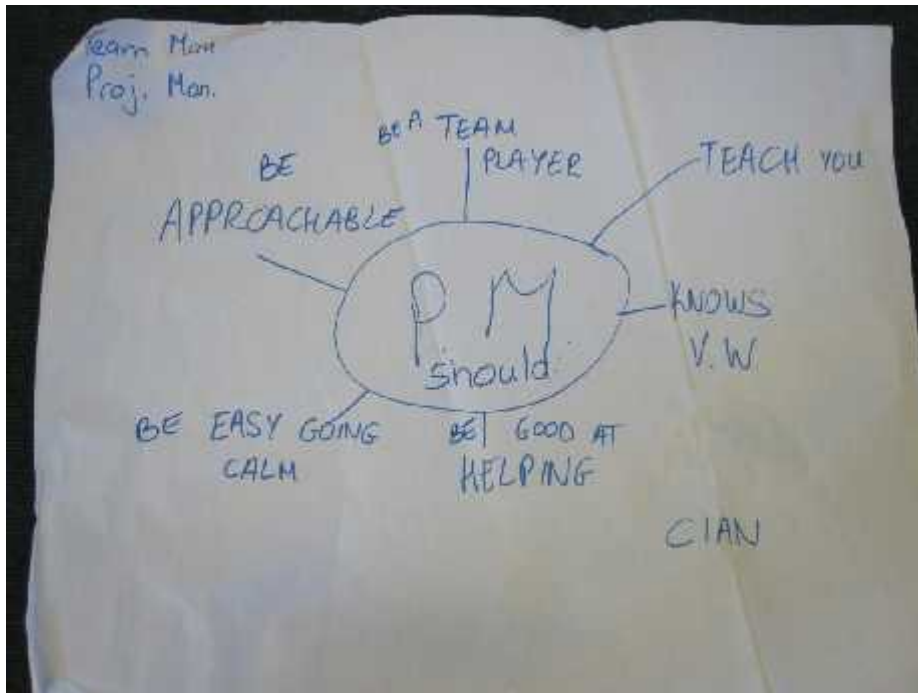 Team Man
Proj. Man.
BE A TEAM
PLAYER
BE
APPROACHABLE
TEACH YOU
PM
should
KNOWS
V.W
BE EASY GOING
CALM
BE GOOD AT
HELPING
CIAN